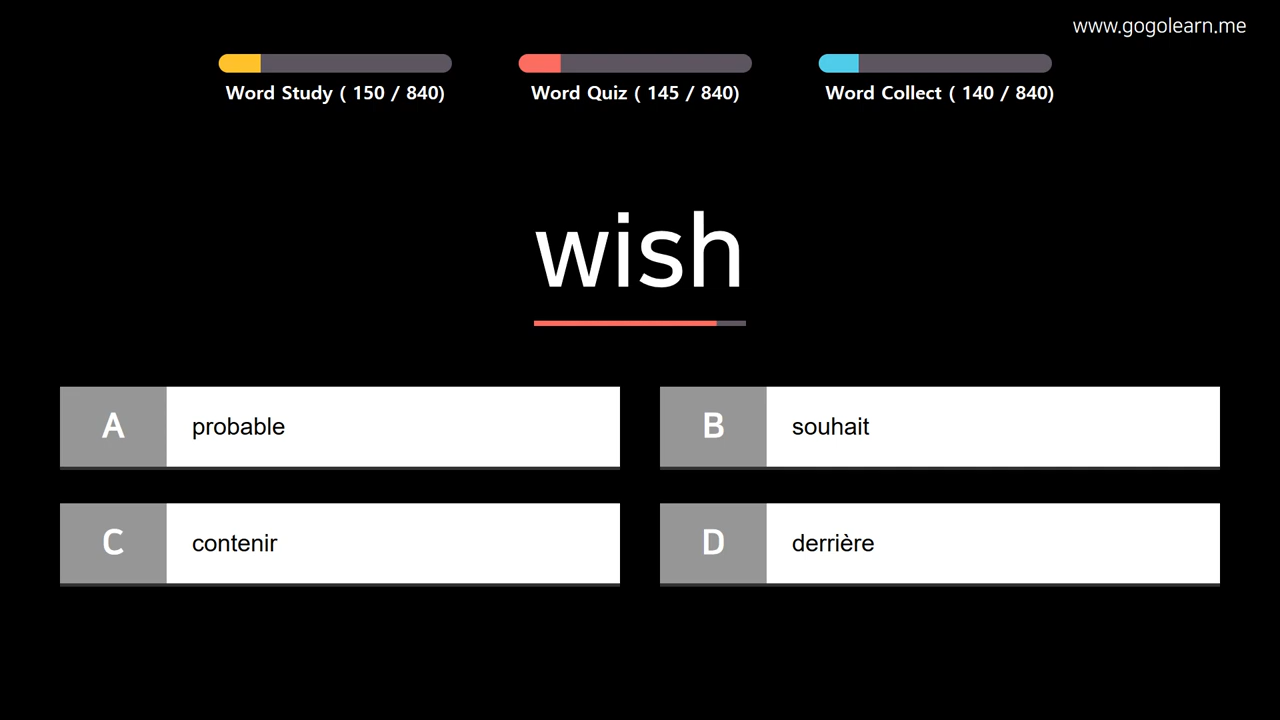 www.gogolearn.me
Word Study ( 150 / 840)
Word Quiz ( 145 / 840)
Word Collect ( 140 / 840)
wish
A probable
B souhait
C contenir
D derrière